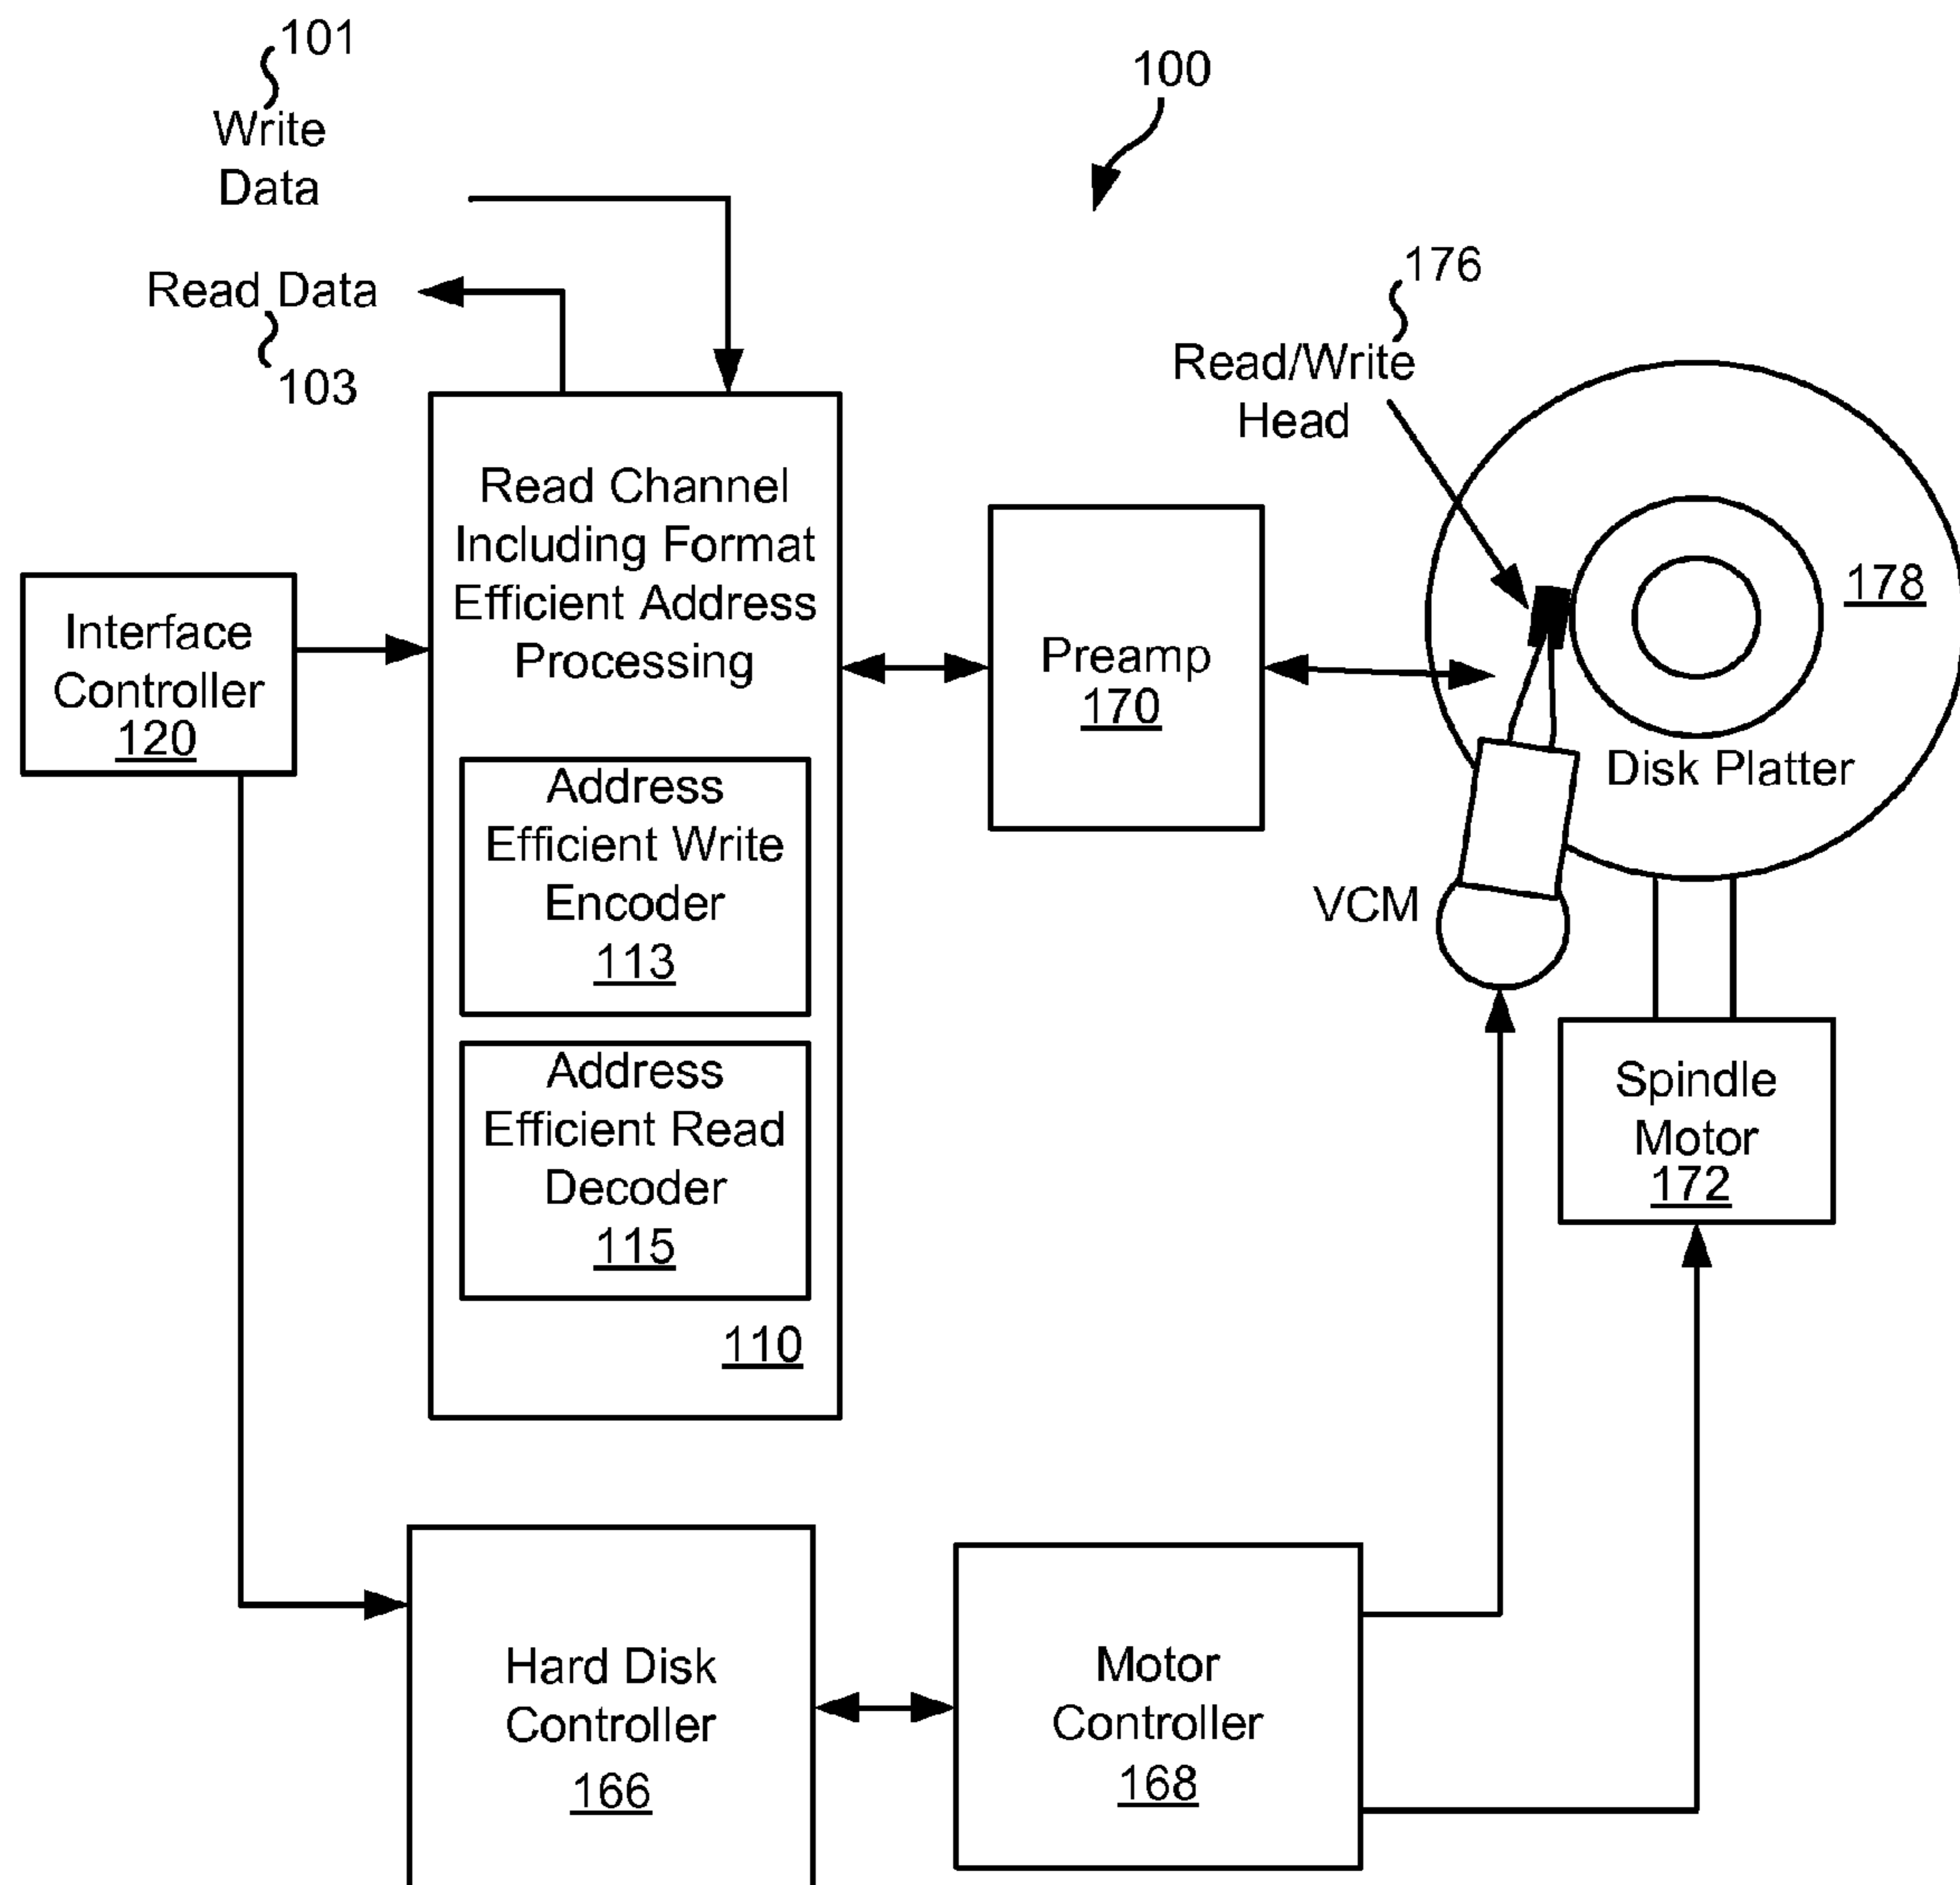 101
Write
Data
100
Read Data
103
176
Read/Write
Head
Read Channel
Including Format
Efficient Address
Processing
Interface
Controller
120
Preamp
170
178
Disk Platter
Address
Efficient Write
Encoder
113
VCM
Address
Efficient Read
Decoder
115
110
Spindle
Motor
172
Hard Disk
Controller
166
Motor
Controller
168